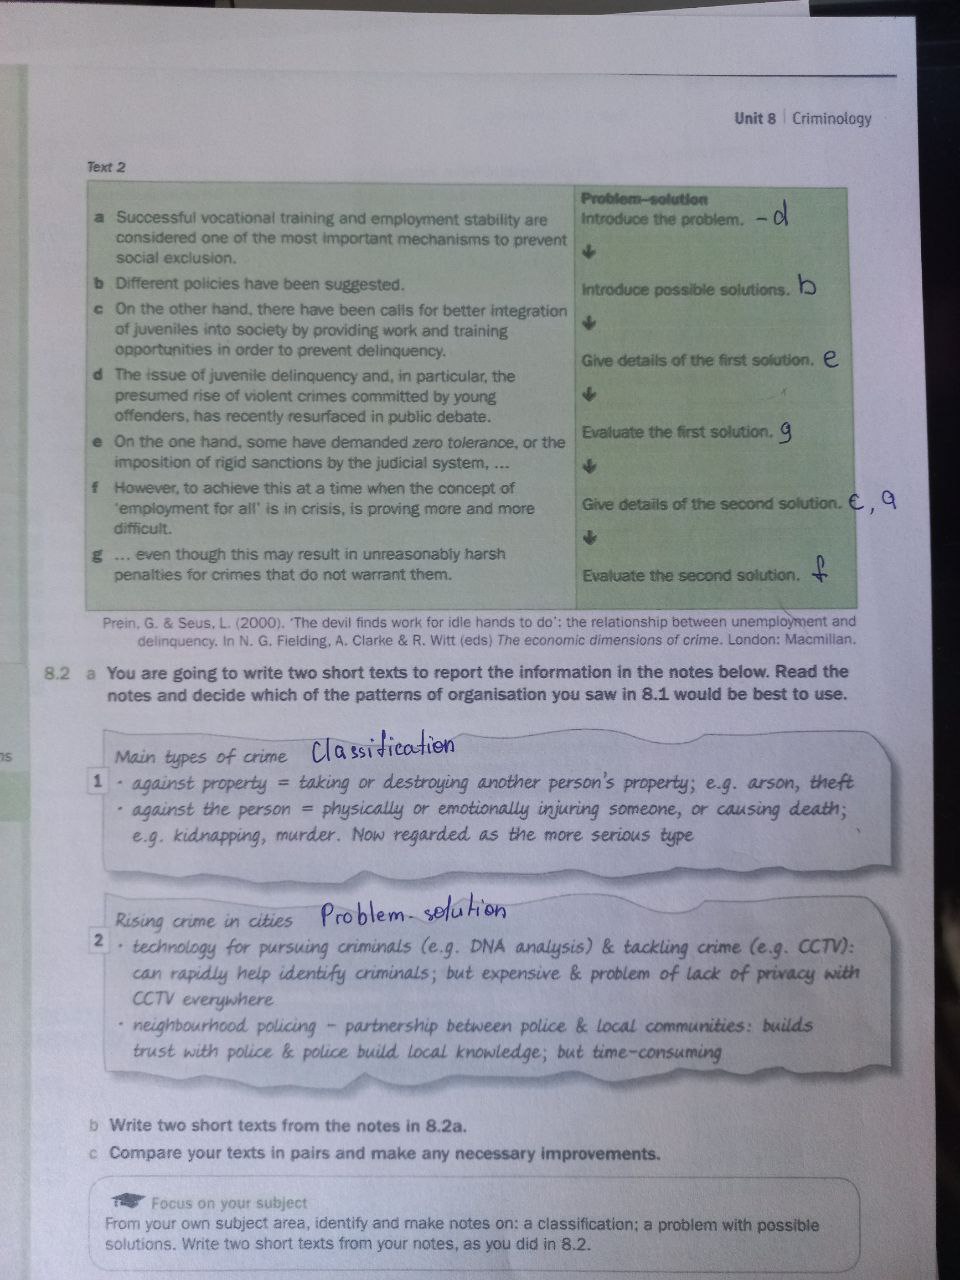 Unit 8 | Criminology
Text 2
a Successful vocational training and employment stability are
considered one of the most important mechanisms to prevent
social exclusion.
b Different policies have been suggested.
c On the other hand, there have been calls for better integration
of juveniles into society by providing work and training
opportunities in order to prevent delinquency.
d The issue of juvenile delinquency and, in particular, the
presumed rise of violent crimes committed by young
offenders, has recently resurfaced in public debate.
e On the one hand, some have demanded zero tolerance, or the
imposition of rigid sanctions by the judicial system, ...
f However, to achieve this at a time when the concept of
'employment for all' is in crisis, is proving more and more
difficult.
g ... even though this may result in unreasonably harsh
penalties for crimes that do not warrant them.
Problem–solution
Introduce the problem. - d
Introduce possible solutions. b
Give details of the first solution. e
Evaluate the first solution. g
Give details of the second solution. c, a
Evaluate the second solution. f
Prein, G. & Seus, L. (2000). 'The devil finds work for idle hands to do': the relationship between unemployment and
delinquency. In N. G. Fielding, A. Clarke & R. Witt (eds) The economic dimensions of crime. London: Macmillan.
8.2 a You are going to write two short texts to report the information in the notes below. Read the
notes and decide which of the patterns of organisation you saw in 8.1 would be best to use.
ns
Main types of crime Classification
1 · against property = taking or destroying another person's property; e.g. arson, theft
· against the person = physically or emotionally injuring someone, or causing death;
e.g. kidnapping, murder. Now regarded as the more serious type
Rising crime in cities Problem-solution
2 · technology for pursuing criminals (e.g. DNA analysis) & tackling crime (e.g. CCTV):
can rapidly help identify criminals; but expensive & problem of lack of privacy with
CCTV everywhere
· neighbourhood policing – partnership between police & local communities: builds
trust with police & police build local knowledge; but time-consuming
b Write two short texts from the notes in 8.2a.
c Compare your texts in pairs and make any necessary improvements.
Focus on your subject
From your own subject area, identify and make notes on: a classification; a problem with possible
solutions. Write two short texts from your notes, as you did in 8.2.